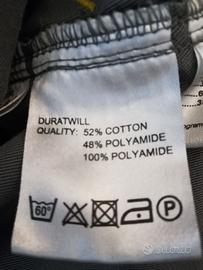 DURATWILL
QUALITY: 52% COTTON
48% POLYAMIDE
100% POLYAMIDE
60°
P